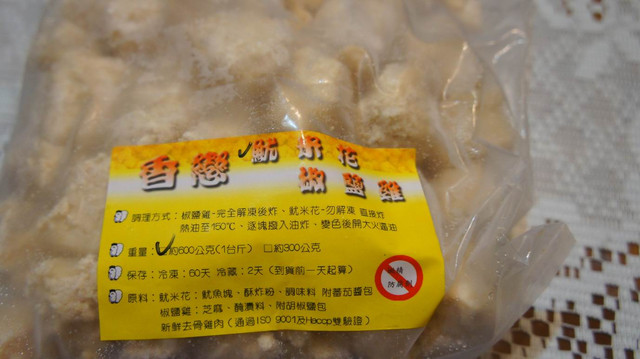 香戀魷米花
椒鹽雞
調理方式：椒鹽雞-完全解凍後炸、魷米花-勿解凍 直接炸
熱油至150℃、逐塊撥入油炸、變色後開大火逼油
重量：✓約600公克(1台斤) □約300公克
保存：冷凍：60天 冷藏：2天（到貨前一天起算）
原料：魷米花：魷魚塊、酥炸粉、調味料 附蕃茄醬包
椒鹽雞：芝麻、醃漬料、附胡椒鹽包
新鮮去骨雞肉（通過ISO 9001及Haccp雙驗證）
防腐劑